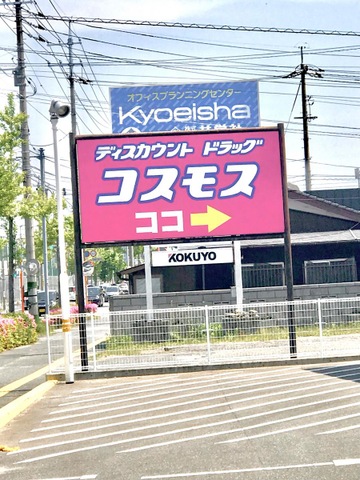 オフィスプランニングセンター
Kyoeisha
ディスカウント ドラッグ
コスモス
ココ
KOKUYO